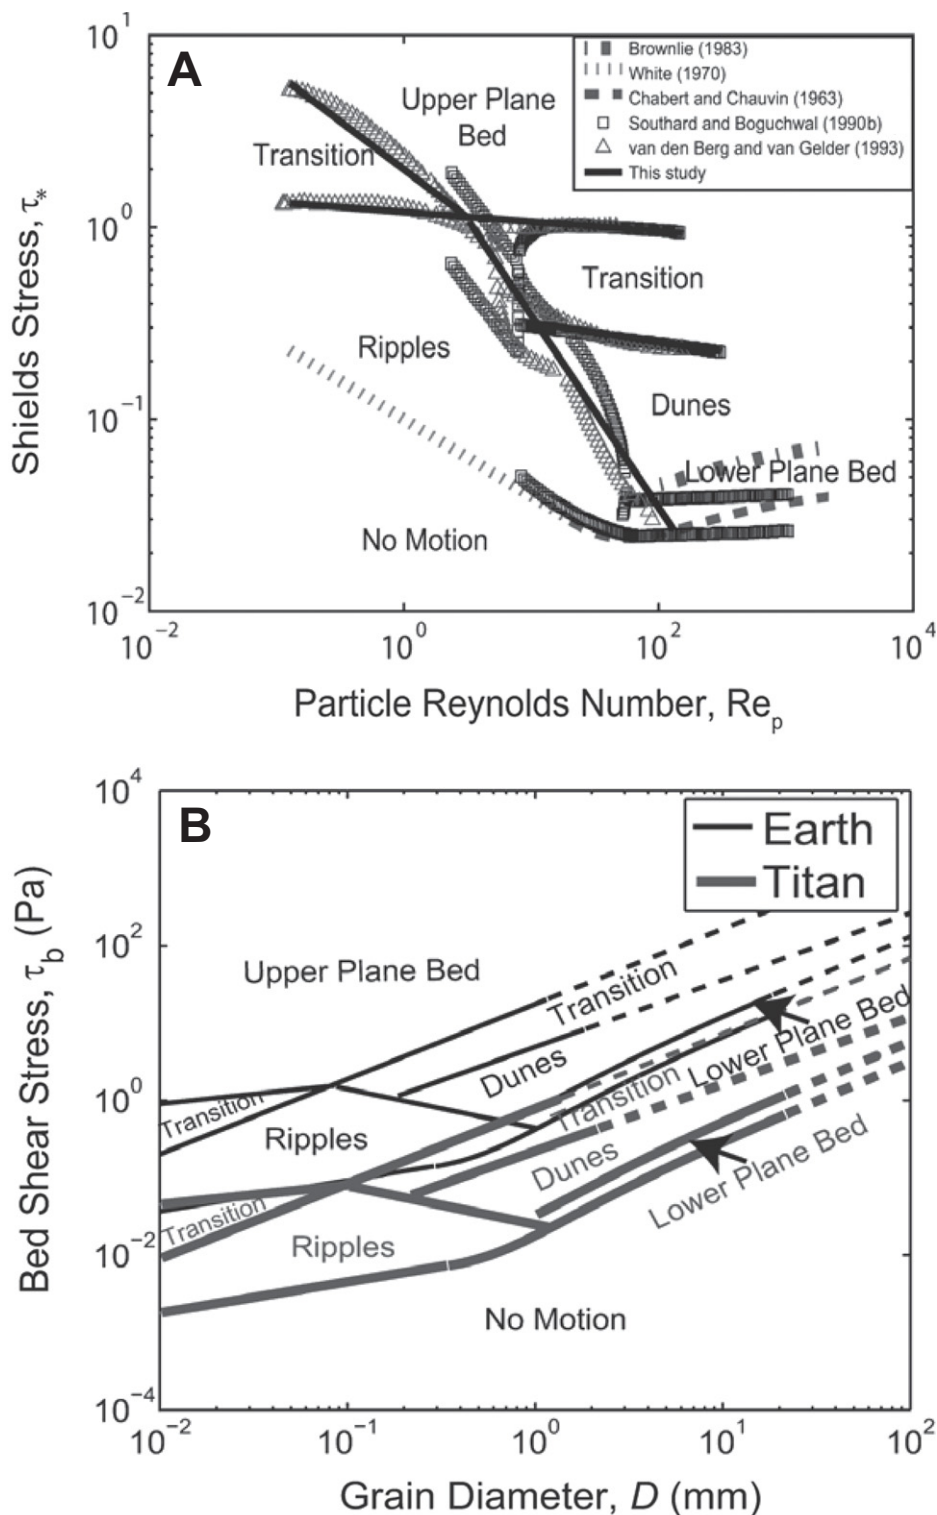 A
10^1
10^0
10^-1
10^-2
Shields Stress, τ*
Brownlie (1983)
White (1970)
Chabert and Chauvin (1963)
Southard and Boguchwal (1990b)
van den Berg and van Gelder (1993)
This study
Upper Plane
Bed
Transition
Transition
Ripples
Dunes
Lower Plane Bed
No Motion
10^-2
10^0
10^2
10^4
Particle Reynolds Number, Re_p
B
10^4
10^2
10^0
10^-2
10^-4
Bed Shear Stress, τ_b (Pa)
Earth
Titan
Upper Plane Bed
Transition
Dunes
Lower Plane Bed
Transition
Ripples
Transition
Dunes
Lower Plane Bed
Transition
Ripples
No Motion
10^-2
10^-1
10^0
10^1
10^2
Grain Diameter, D (mm)